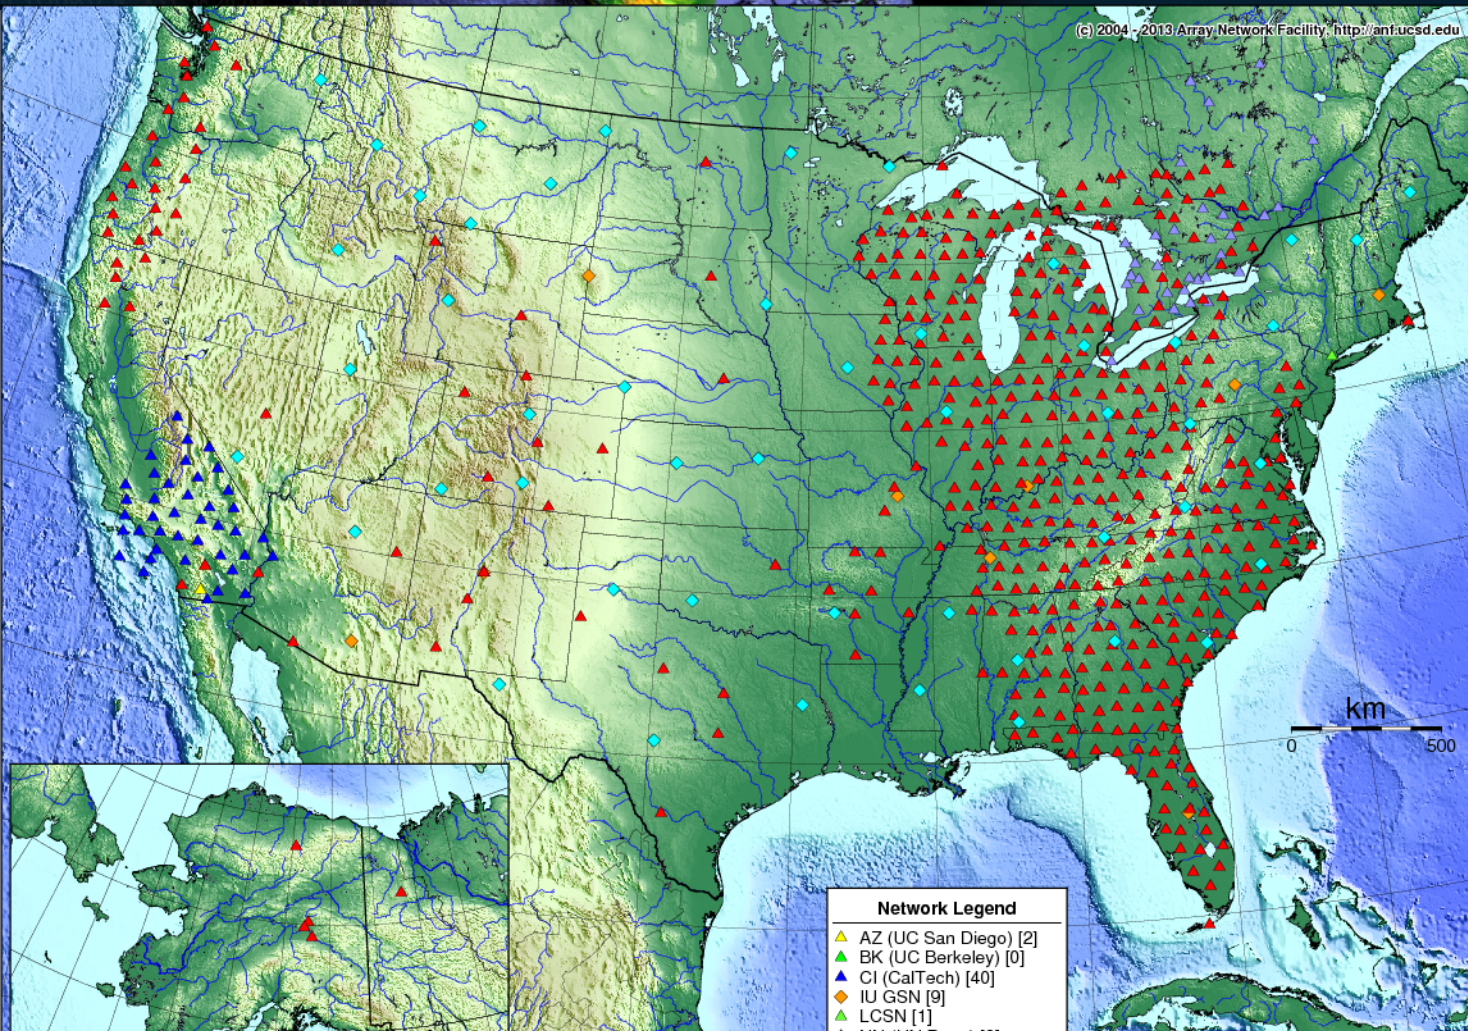 (c) 2004 - 2013 Array Network Facility, http://anf.ucsd.edu
km
0 500
Network Legend
AZ (UC San Diego) [2]
BK (UC Berkeley) [0]
CI (CalTech) [40]
IU GSN [9]
LCSN [1]